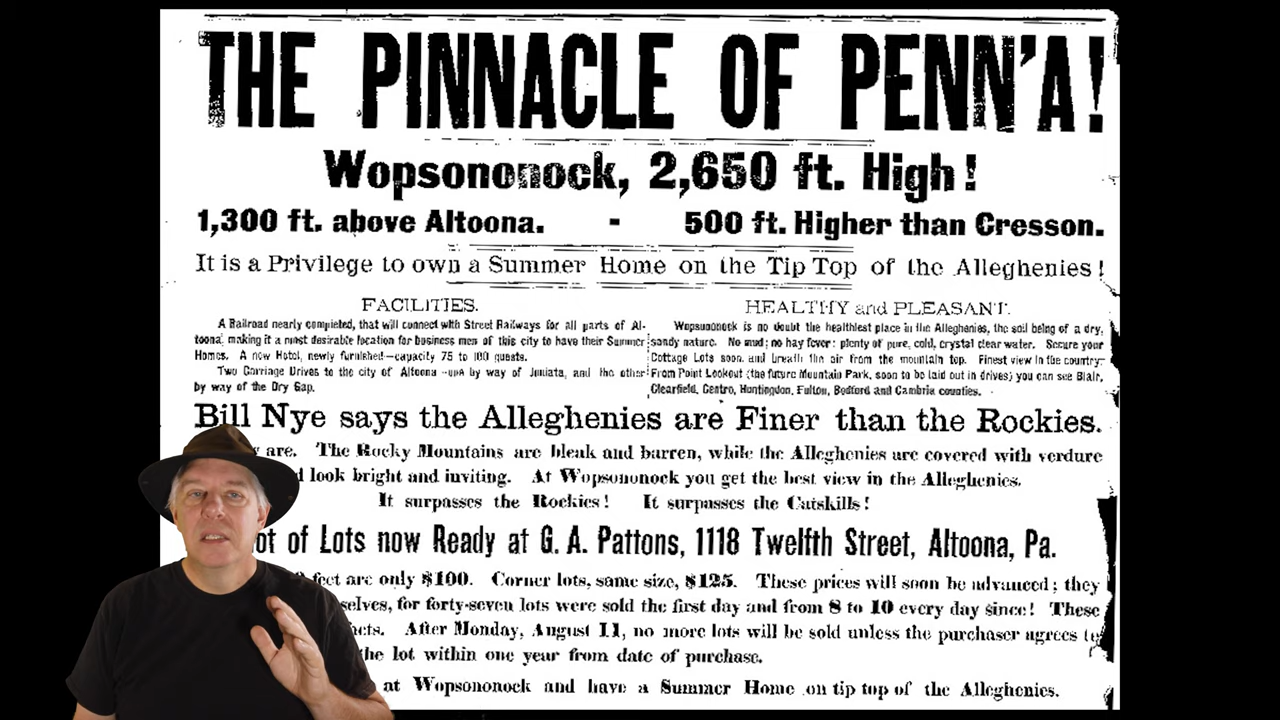 THE PINNACLE OF PENN'A!
Wopsononock, 2,650 ft. High!
1,300 ft. above Altoona. - 500 ft. Higher than Cresson.
It is a Privilege to own a Summer Home on the Tip Top of the Alleghenies!
FACILITIES.
A Railroad nearly completed, that will connect with Street Railways for all parts of Al-
toona, making it a most desirable location for business men of this city to have their Summer
Homes. A new Hotel, newly furnished—capacity 75 to 100 guests.
Two Carriage Drives to the city of Altoona—one by way of Juniata, and the other
by way of the Dry Gap.
HEALTHY and PLEASANT.
Wopsononock is no doubt the healthiest place in the Alleghenies, the soil being of a dry,
sandy nature. No mud; no hay fever: plenty of pure, cold, crystal clear water. Secure your
Cottage Lots soon, and breath the air from the mountain top. Finest view in the country.
From Point Lookout (the future Mountain Park, soon to be laid out in drives) you can see Blair,
Clearfield, Centro, Huntingdon, Fulton, Bedford and Cambria counties.
Bill Nye says the Alleghenies are Finer than the Rockies.
are. The Rocky Mountains are bleak and barren, while the Alleghenies are covered with verdure
look bright and inviting. At Wopsononock you get the best view in the Alleghenies.
It surpasses the Rockies! It surpasses the Catskills!
of Lots now Ready at G. A. Pattons, 1118 Twelfth Street, Altoona, Pa.
feet are only $100. Corner lots, same size, $125. These prices will soon be advanced; they
selves, for forty-seven lots were sold the first day and from 8 to 10 every day since! These
After Monday, August 11, no more lots will be sold unless the purchaser agrees to
the lot within one year from date of purchase.
at Wopsononock and have a Summer Home on tip top of the Alleghenies.